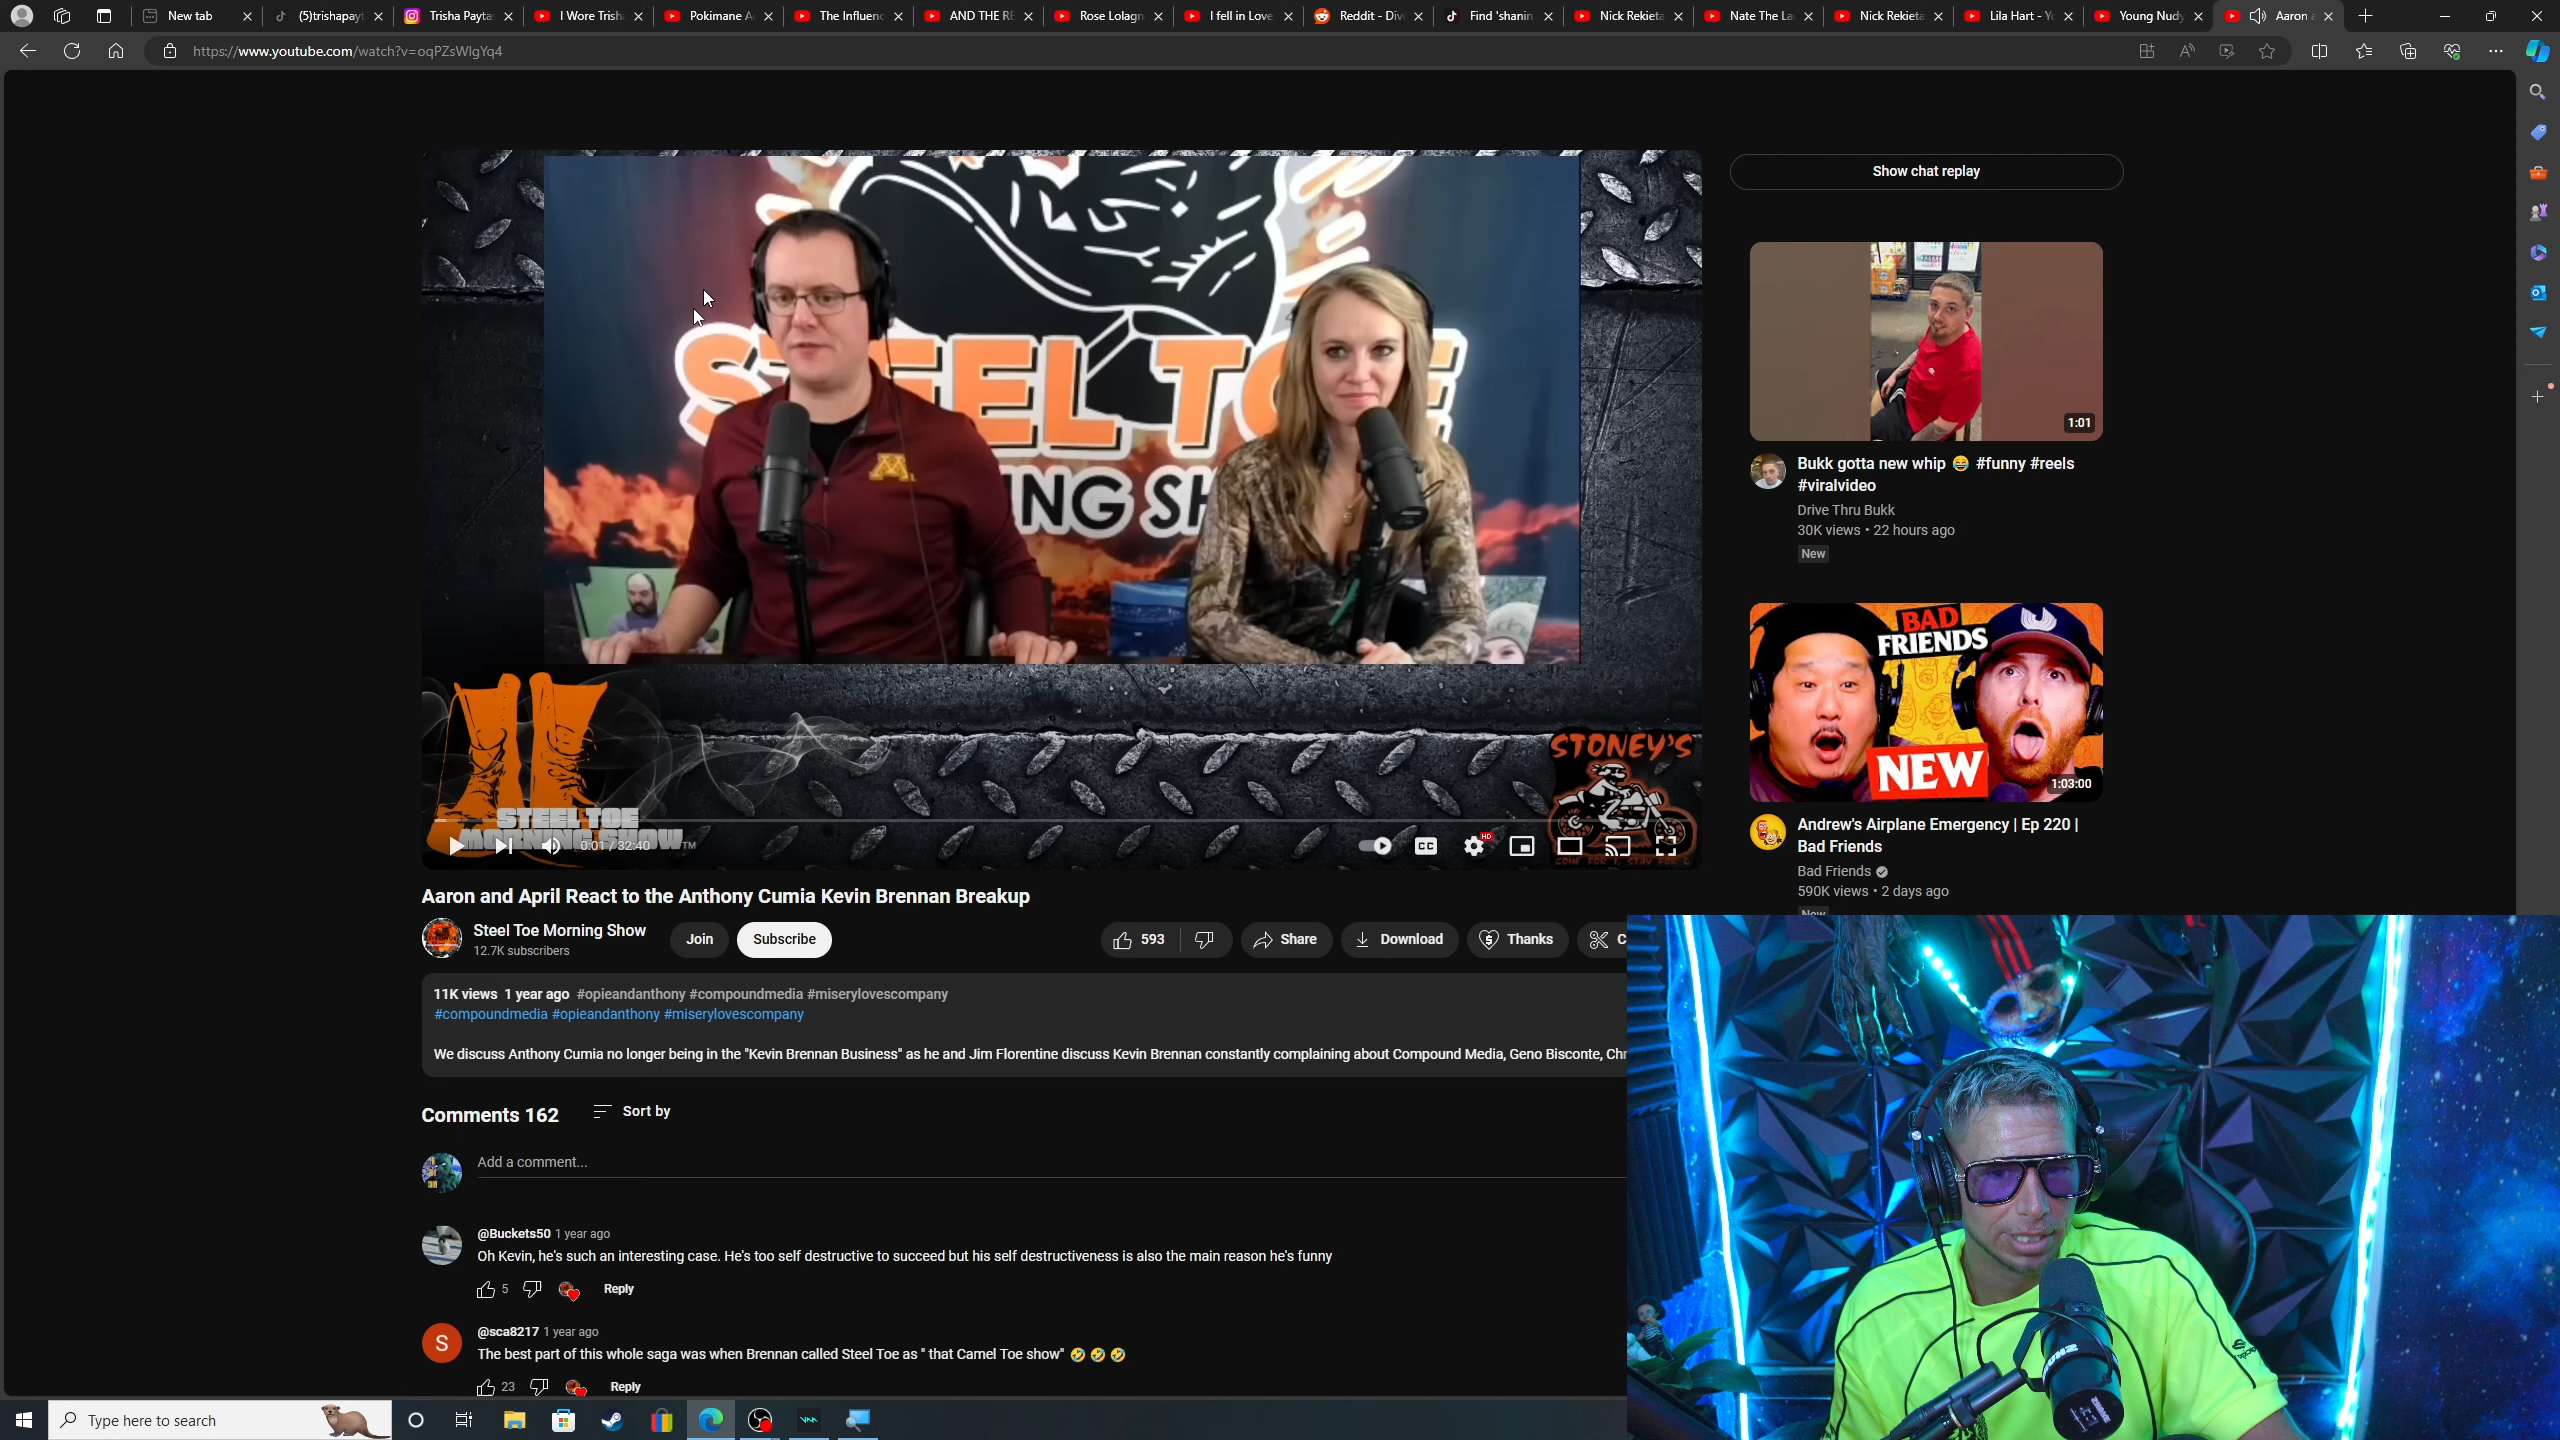 New tab
(5)trishapayt
Trisha Payta
I Wore Trish
Pokimane A
The Influenc
AND THE RE
Rose Lolagn
I fell in Love
Reddit - Div
Find 'shanin
Nick Rekieta
Nate The La
Nick Rekieta
Lila Hart - Y
Young Nudy
Aaron a
https://www.youtube.com/watch?v=oqPZsWlgYq4
Show chat replay
STEEL TOE
NG SH
STONEY'S
STEEL TOE
MORNING SHOW™
0:01 / 32:40
CC
HD
1:01
Bukk gotta new whip 😂 #funny #reels
#viralvideo
Drive Thru Bukk
30K views • 22 hours ago
New
BAD
FRIENDS
NEW
1:03:00
Andrew's Airplane Emergency | Ep 220 |
Bad Friends
Bad Friends
590K views • 2 days ago
New
Aaron and April React to the Anthony Cumia Kevin Brennan Breakup
Steel Toe Morning Show
12.7K subscribers
Join
Subscribe
593
Share
Download
Thanks
C
11K views 1 year ago #opieandanthony #compoundmedia #miserylovescompany
#compoundmedia #opieandanthony #miserylovescompany
We discuss Anthony Cumia no longer being in the "Kevin Brennan Business" as he and Jim Florentine discuss Kevin Brennan constantly complaining about Compound Media, Geno Bisconte, Chr
Comments 162
Sort by
Add a comment...
@Buckets50 1 year ago
Oh Kevin, he's such an interesting case. He's too self destructive to succeed but his self destructiveness is also the main reason he's funny
5
Reply
S
@sca8217 1 year ago
The best part of this whole saga was when Brennan called Steel Toe as " that Camel Toe show" 🤣 🤣 🤣
23
Reply
Type here to search